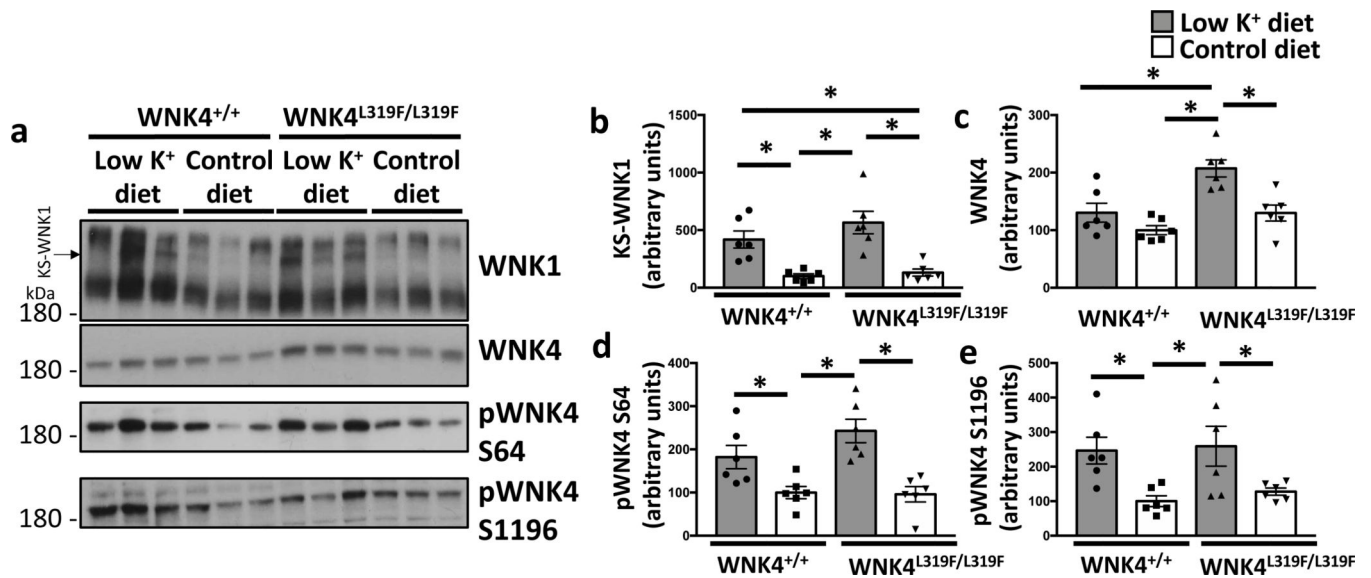 Low K⁺ diet
Control diet
a
WNK4⁺/⁺ WNK4ᴸ³¹⁹ꟳ/ᴸ³¹⁹ꟳ
Low K⁺ Control Low K⁺ Control
diet diet diet diet
KS-WNK1
kDa
180 -
WNK1
180 -
WNK4
180 -
pWNK4
S64
180 -
pWNK4
S1196
b
KS-WNK1
(arbitrary units)
1500
1000
500
0
* * * *
WNK4⁺/⁺ WNK4ᴸ³¹⁹ꟳ/ᴸ³¹⁹ꟳ
c
WNK4
(arbitrary units)
300
200
100
0
* * *
WNK4⁺/⁺ WNK4ᴸ³¹⁹ꟳ/ᴸ³¹⁹ꟳ
d
pWNK4 S64
(arbitrary units)
400
300
200
100
0
* * *
WNK4⁺/⁺ WNK4ᴸ³¹⁹ꟳ/ᴸ³¹⁹ꟳ
e
pWNK4 S1196
(arbitrary units)
500
400
300
200
100
0
* * *
WNK4⁺/⁺ WNK4ᴸ³¹⁹ꟳ/ᴸ³¹⁹ꟳ